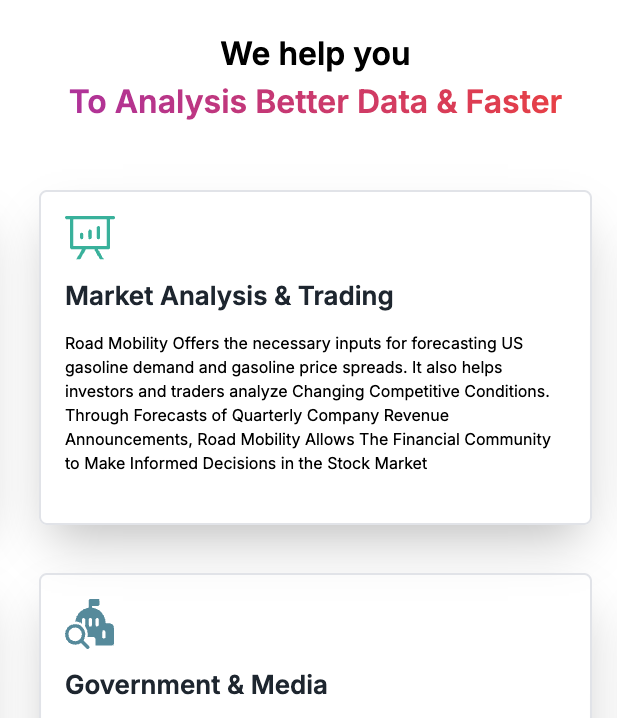 We help you
To Analysis Better Data & Faster
Market Analysis & Trading
Road Mobility Offers the necessary inputs for forecasting US
gasoline demand and gasoline price spreads. It also helps
investors and traders analyze Changing Competitive Conditions.
Through Forecasts of Quarterly Company Revenue
Announcements, Road Mobility Allows The Financial Community
to Make Informed Decisions in the Stock Market
Government & Media